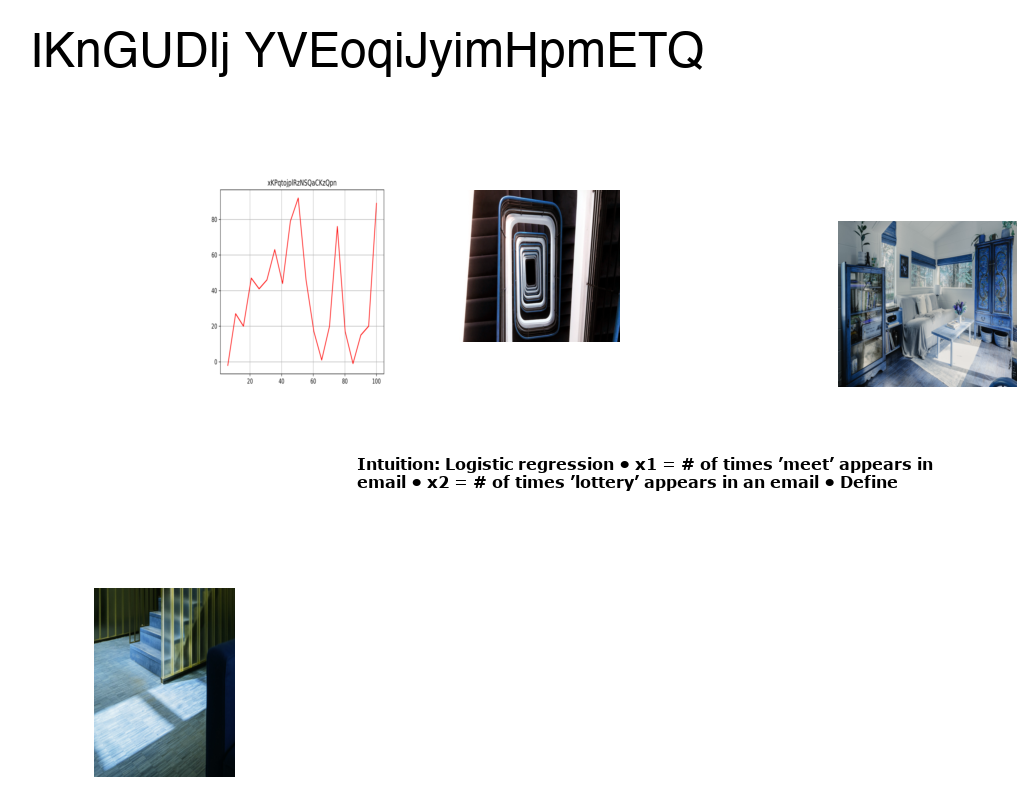 IKnGUDlj YVEoqiJyimHpmETQ
80
60
40
20
0
20 40 60 80 100
Intuition: Logistic regression • x1 = # of times ’meet’ appears in
email • x2 = # of times ’lottery’ appears in an email • Define